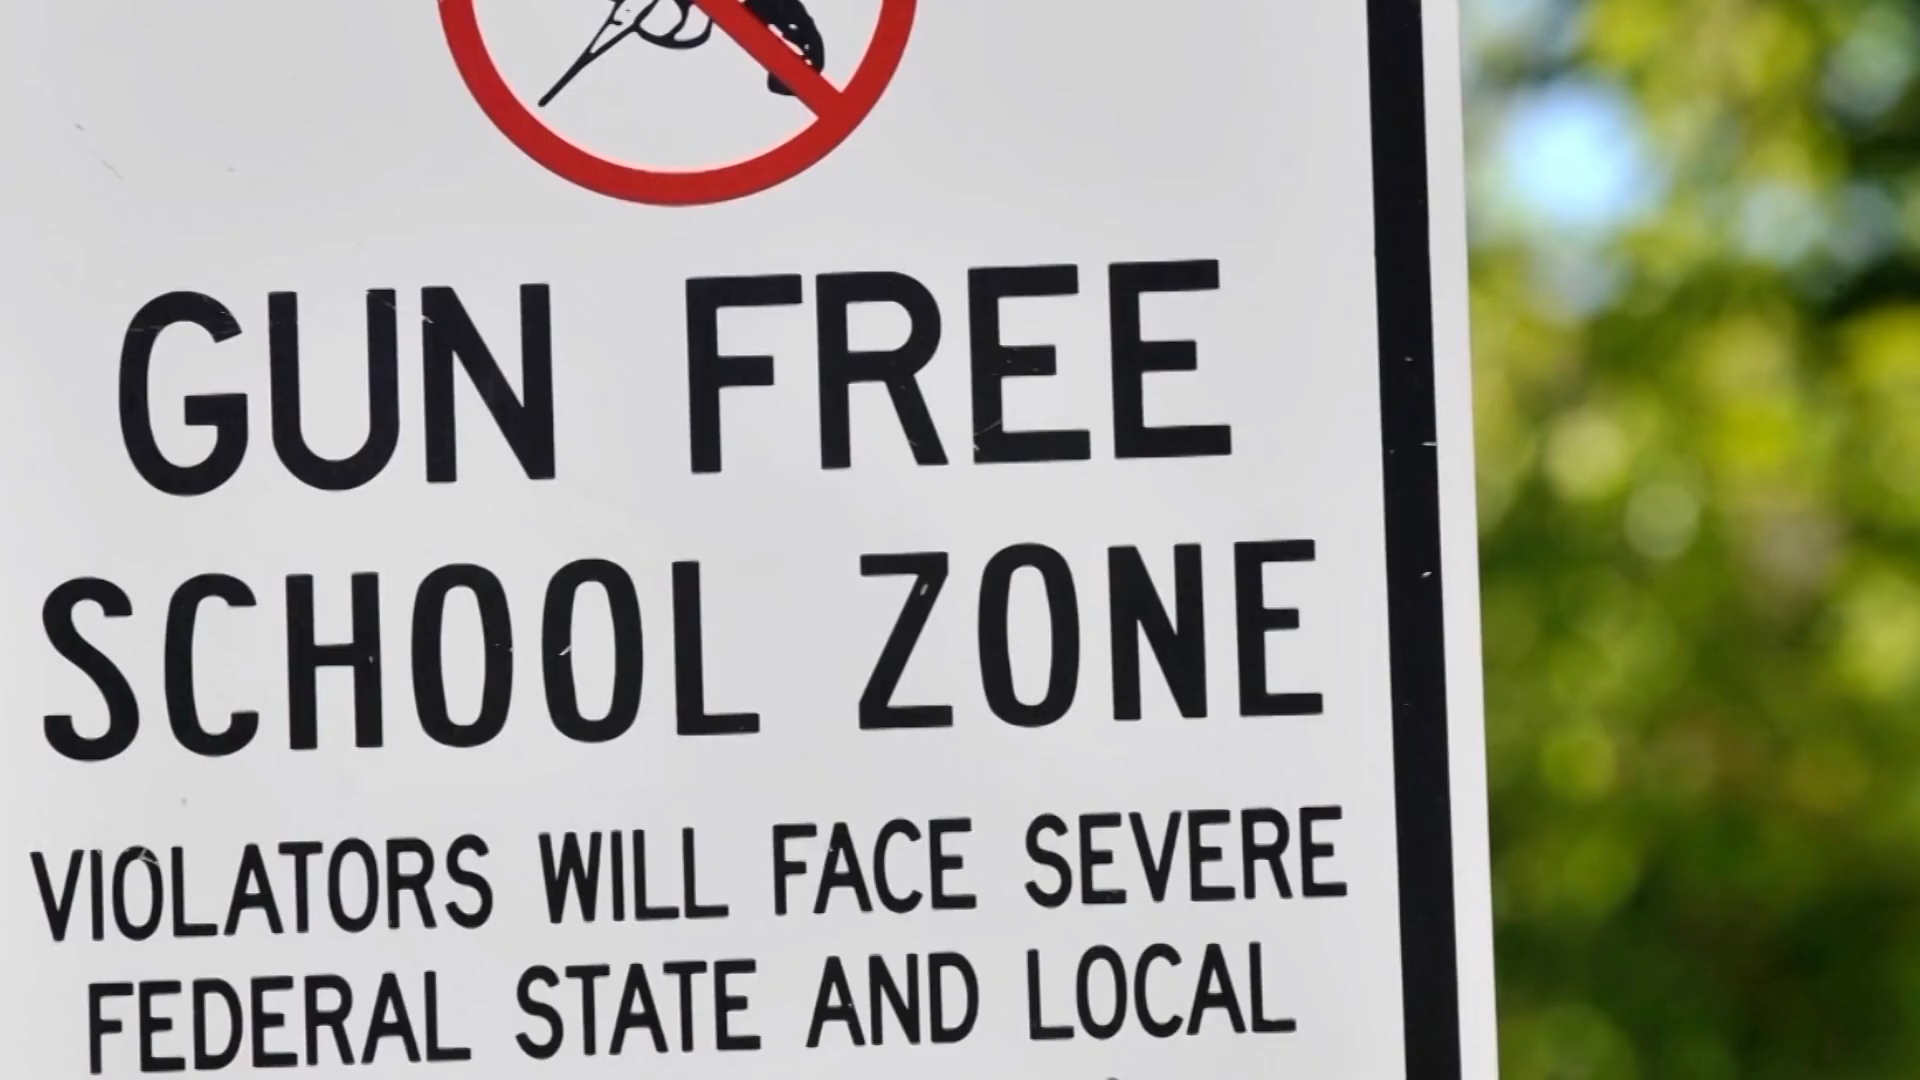 GUN FREE
SCHOOL ZONE
VIOLATORS WILL FACE SEVERE
FEDERAL STATE AND LOCAL